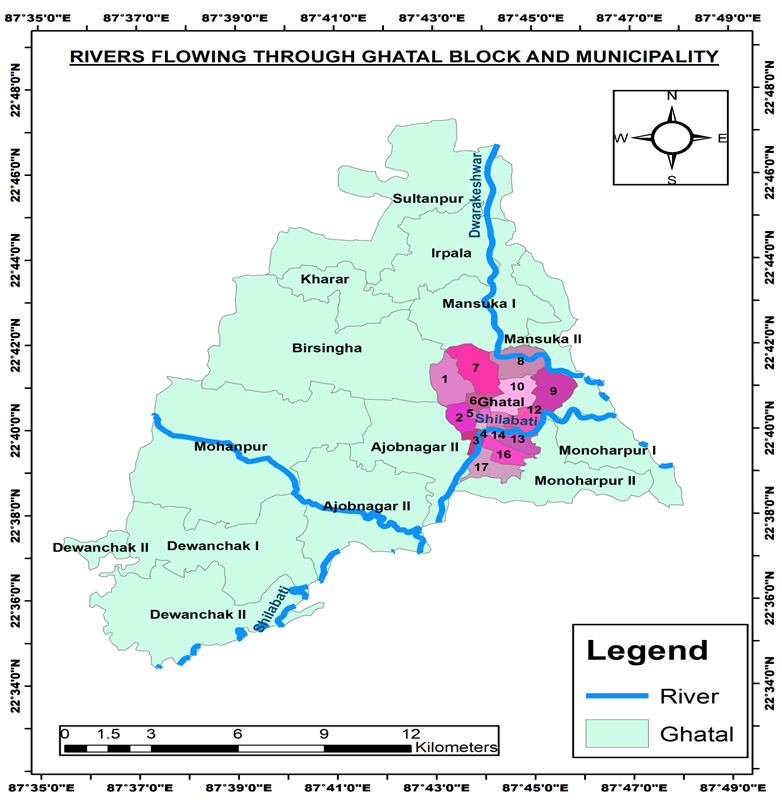 87°35'0"E 87°37'0"E 87°39'0"E 87°41'0"E 87°43'0"E 87°45'0"E 87°47'0"E 87°49'0"E
RIVERS FLOWING THROUGH GHATAL BLOCK AND MUNICIPALITY
22°48'0"N 22°48'0"N
N
W E
S
22°46'0"N 22°46'0"N
Dwarakeshwar
Sultanpur
22°44'0"N 22°44'0"N
Irpala
Kharar
Mansuka I
22°42'0"N 22°42'0"N
Mansuka II
Birsingha
7 8
1 10 9
6 Ghatal
2 5 12
Shilabati
22°40'0"N 22°40'0"N
3 4 14 13
Mohanpur
Ajobnagar II
Monoharpur I
16
17
Monoharpur II
22°38'0"N 22°38'0"N
Ajobnagar II
Dewanchak II
Dewanchak I
22°36'0"N 22°36'0"N
Dewanchak II
Shilabati
22°34'0"N 22°34'0"N
Legend
River
Ghatal
0 1.5 3 6 9 12
Kilometers
87°35'0"E 87°37'0"E 87°39'0"E 87°41'0"E 87°43'0"E 87°45'0"E 87°47'0"E 87°49'0"E